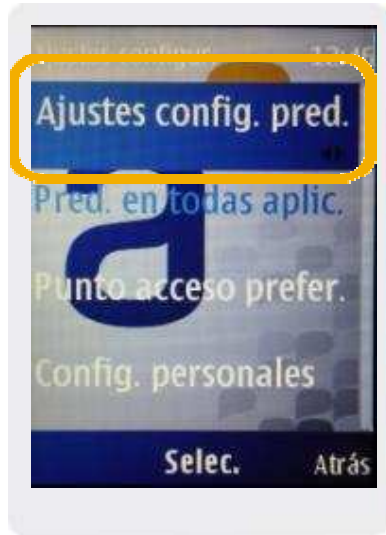 Ajustes config. pred.
Pred. en todas aplic.
Punto acceso prefer.
Config. personales
Selec. Atrás